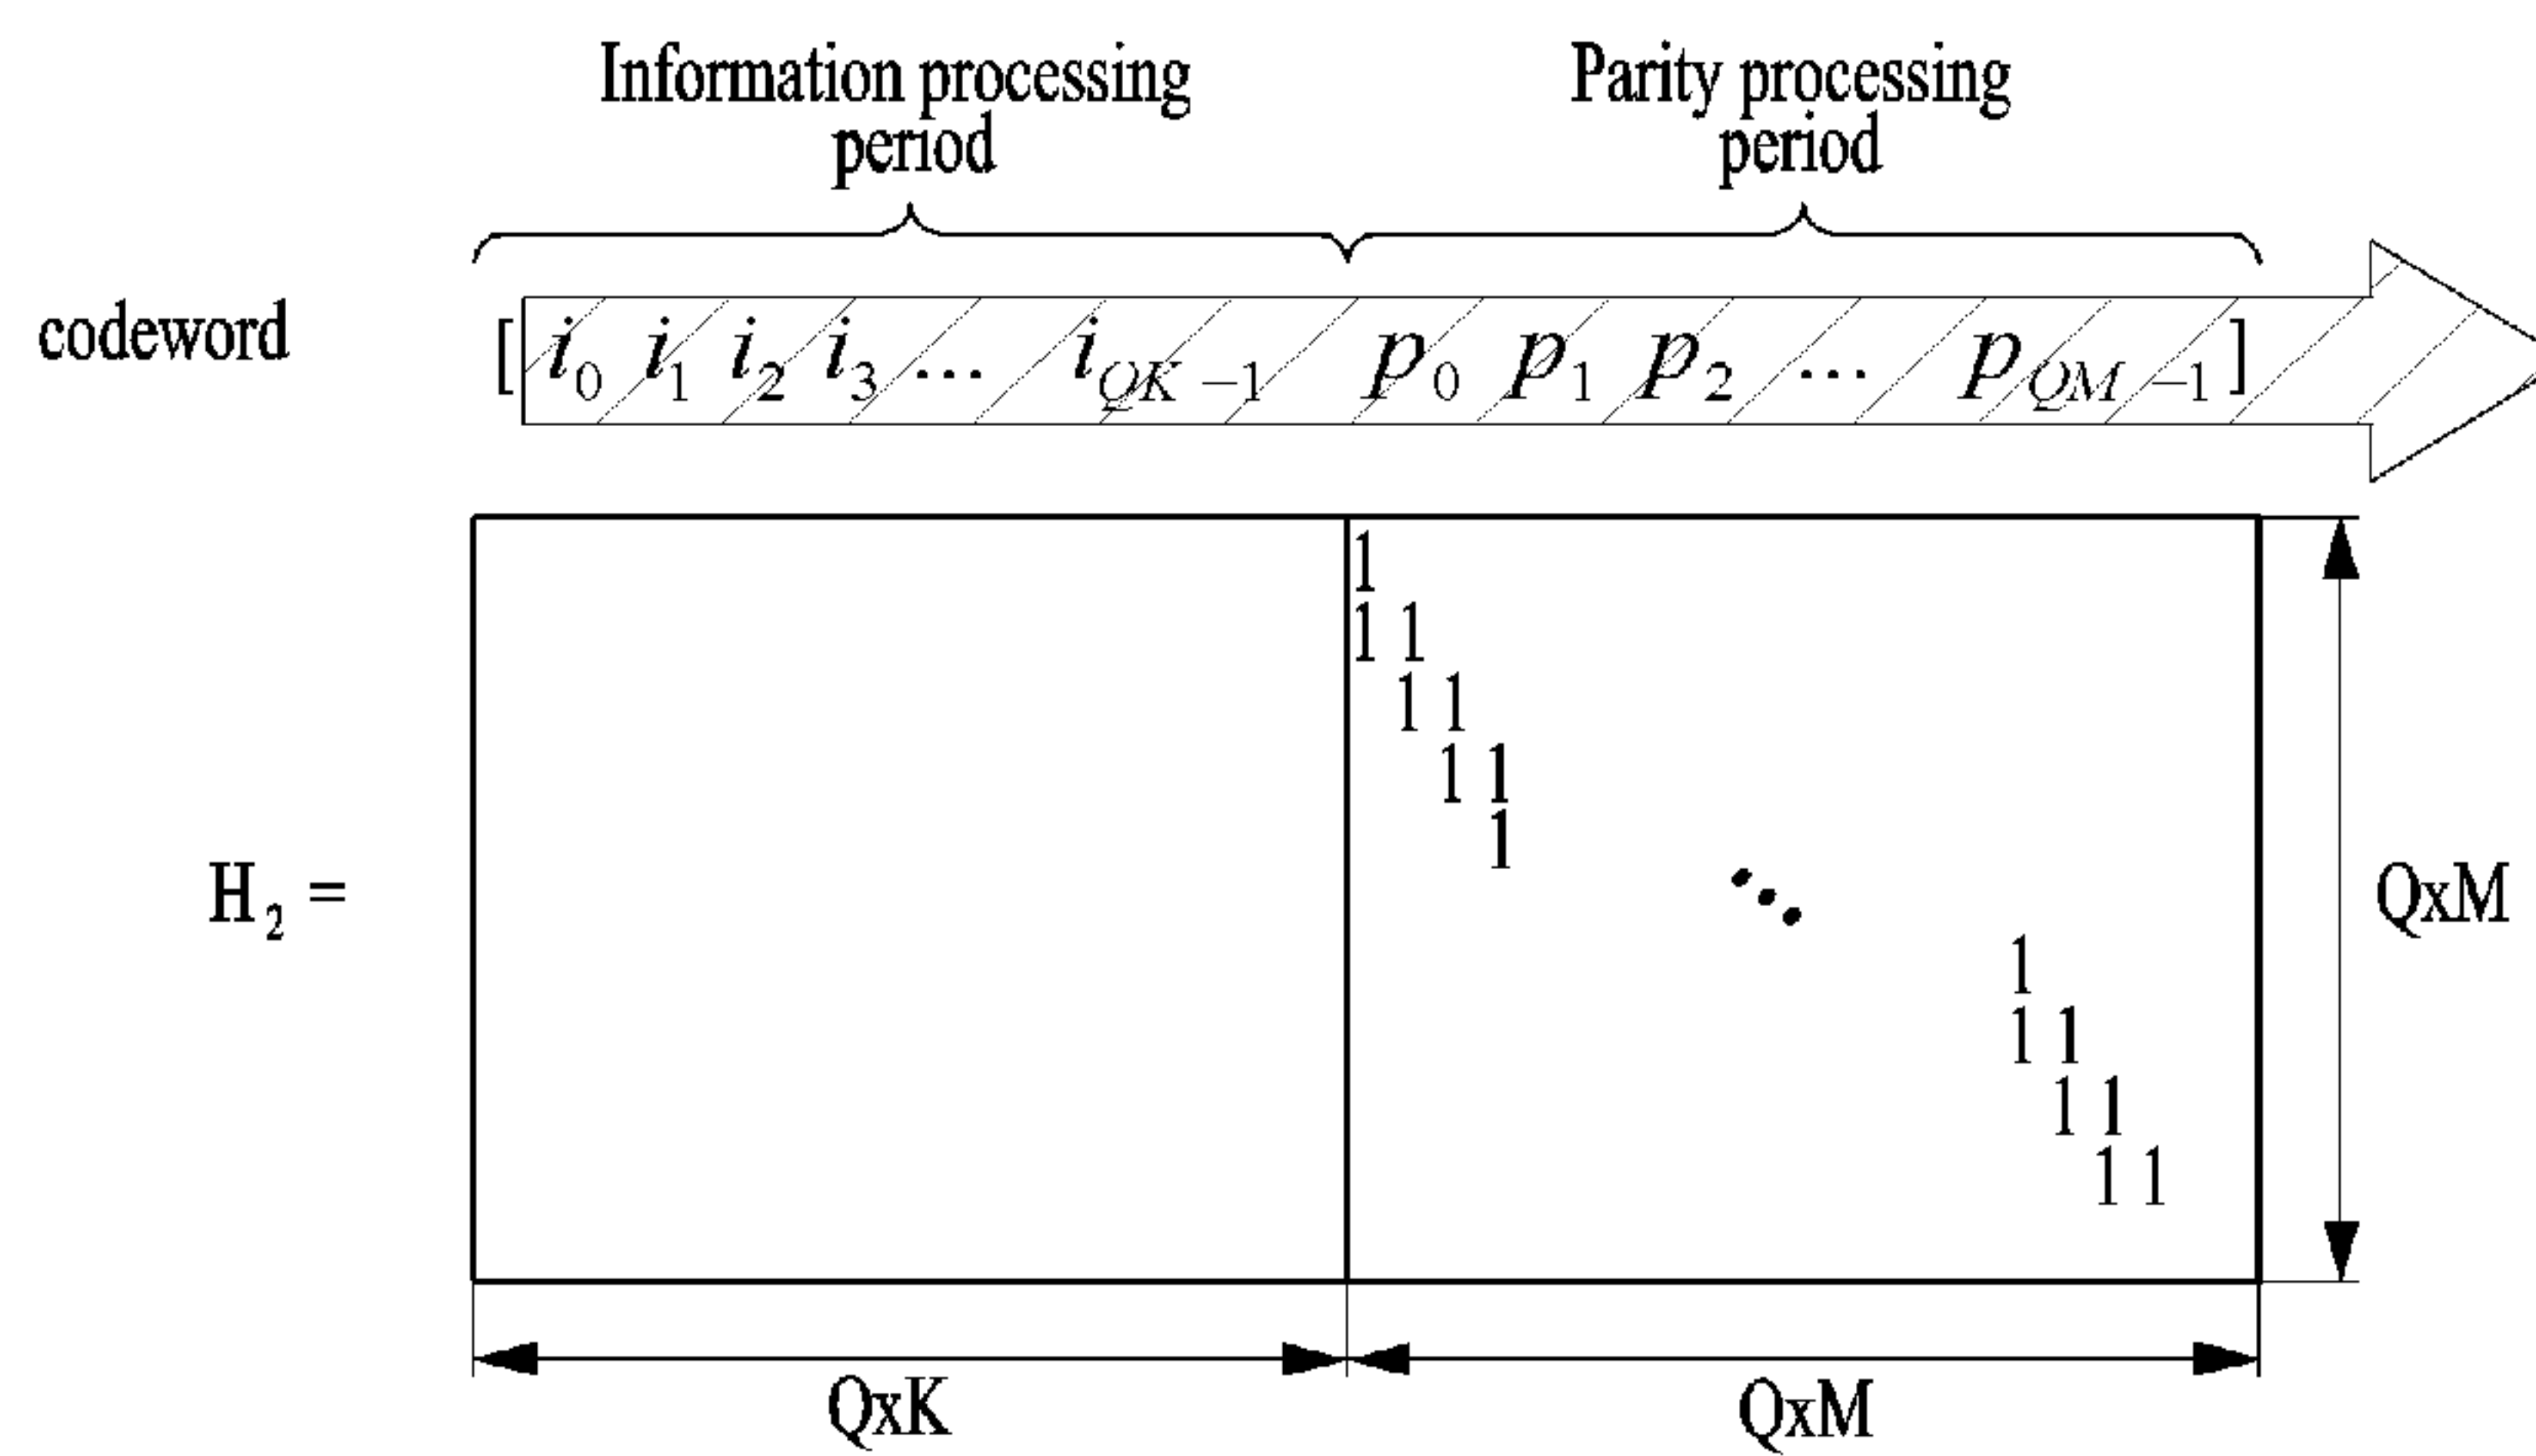 Information processing period
Parity processing period
codeword
[ i0 i1 i2 i3 ... iQK−1 p0 p1 p2 ... pQM−1 ]
1
1 1
1 1
1 1
1
1
1 1
1 1
1 1
H2 =
QxM
QxK
QxM